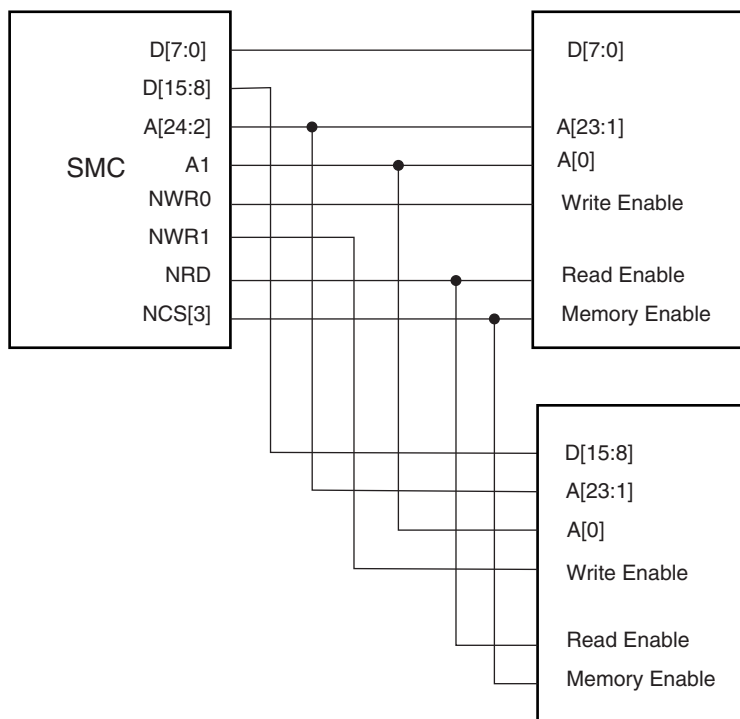 D[7:0]
D[15:8]
A[24:2]
SMC
A1
NWR0
NWR1
NRD
NCS[3]
D[7:0]
A[23:1]
A[0]
Write Enable
Read Enable
Memory Enable
D[15:8]
A[23:1]
A[0]
Write Enable
Read Enable
Memory Enable